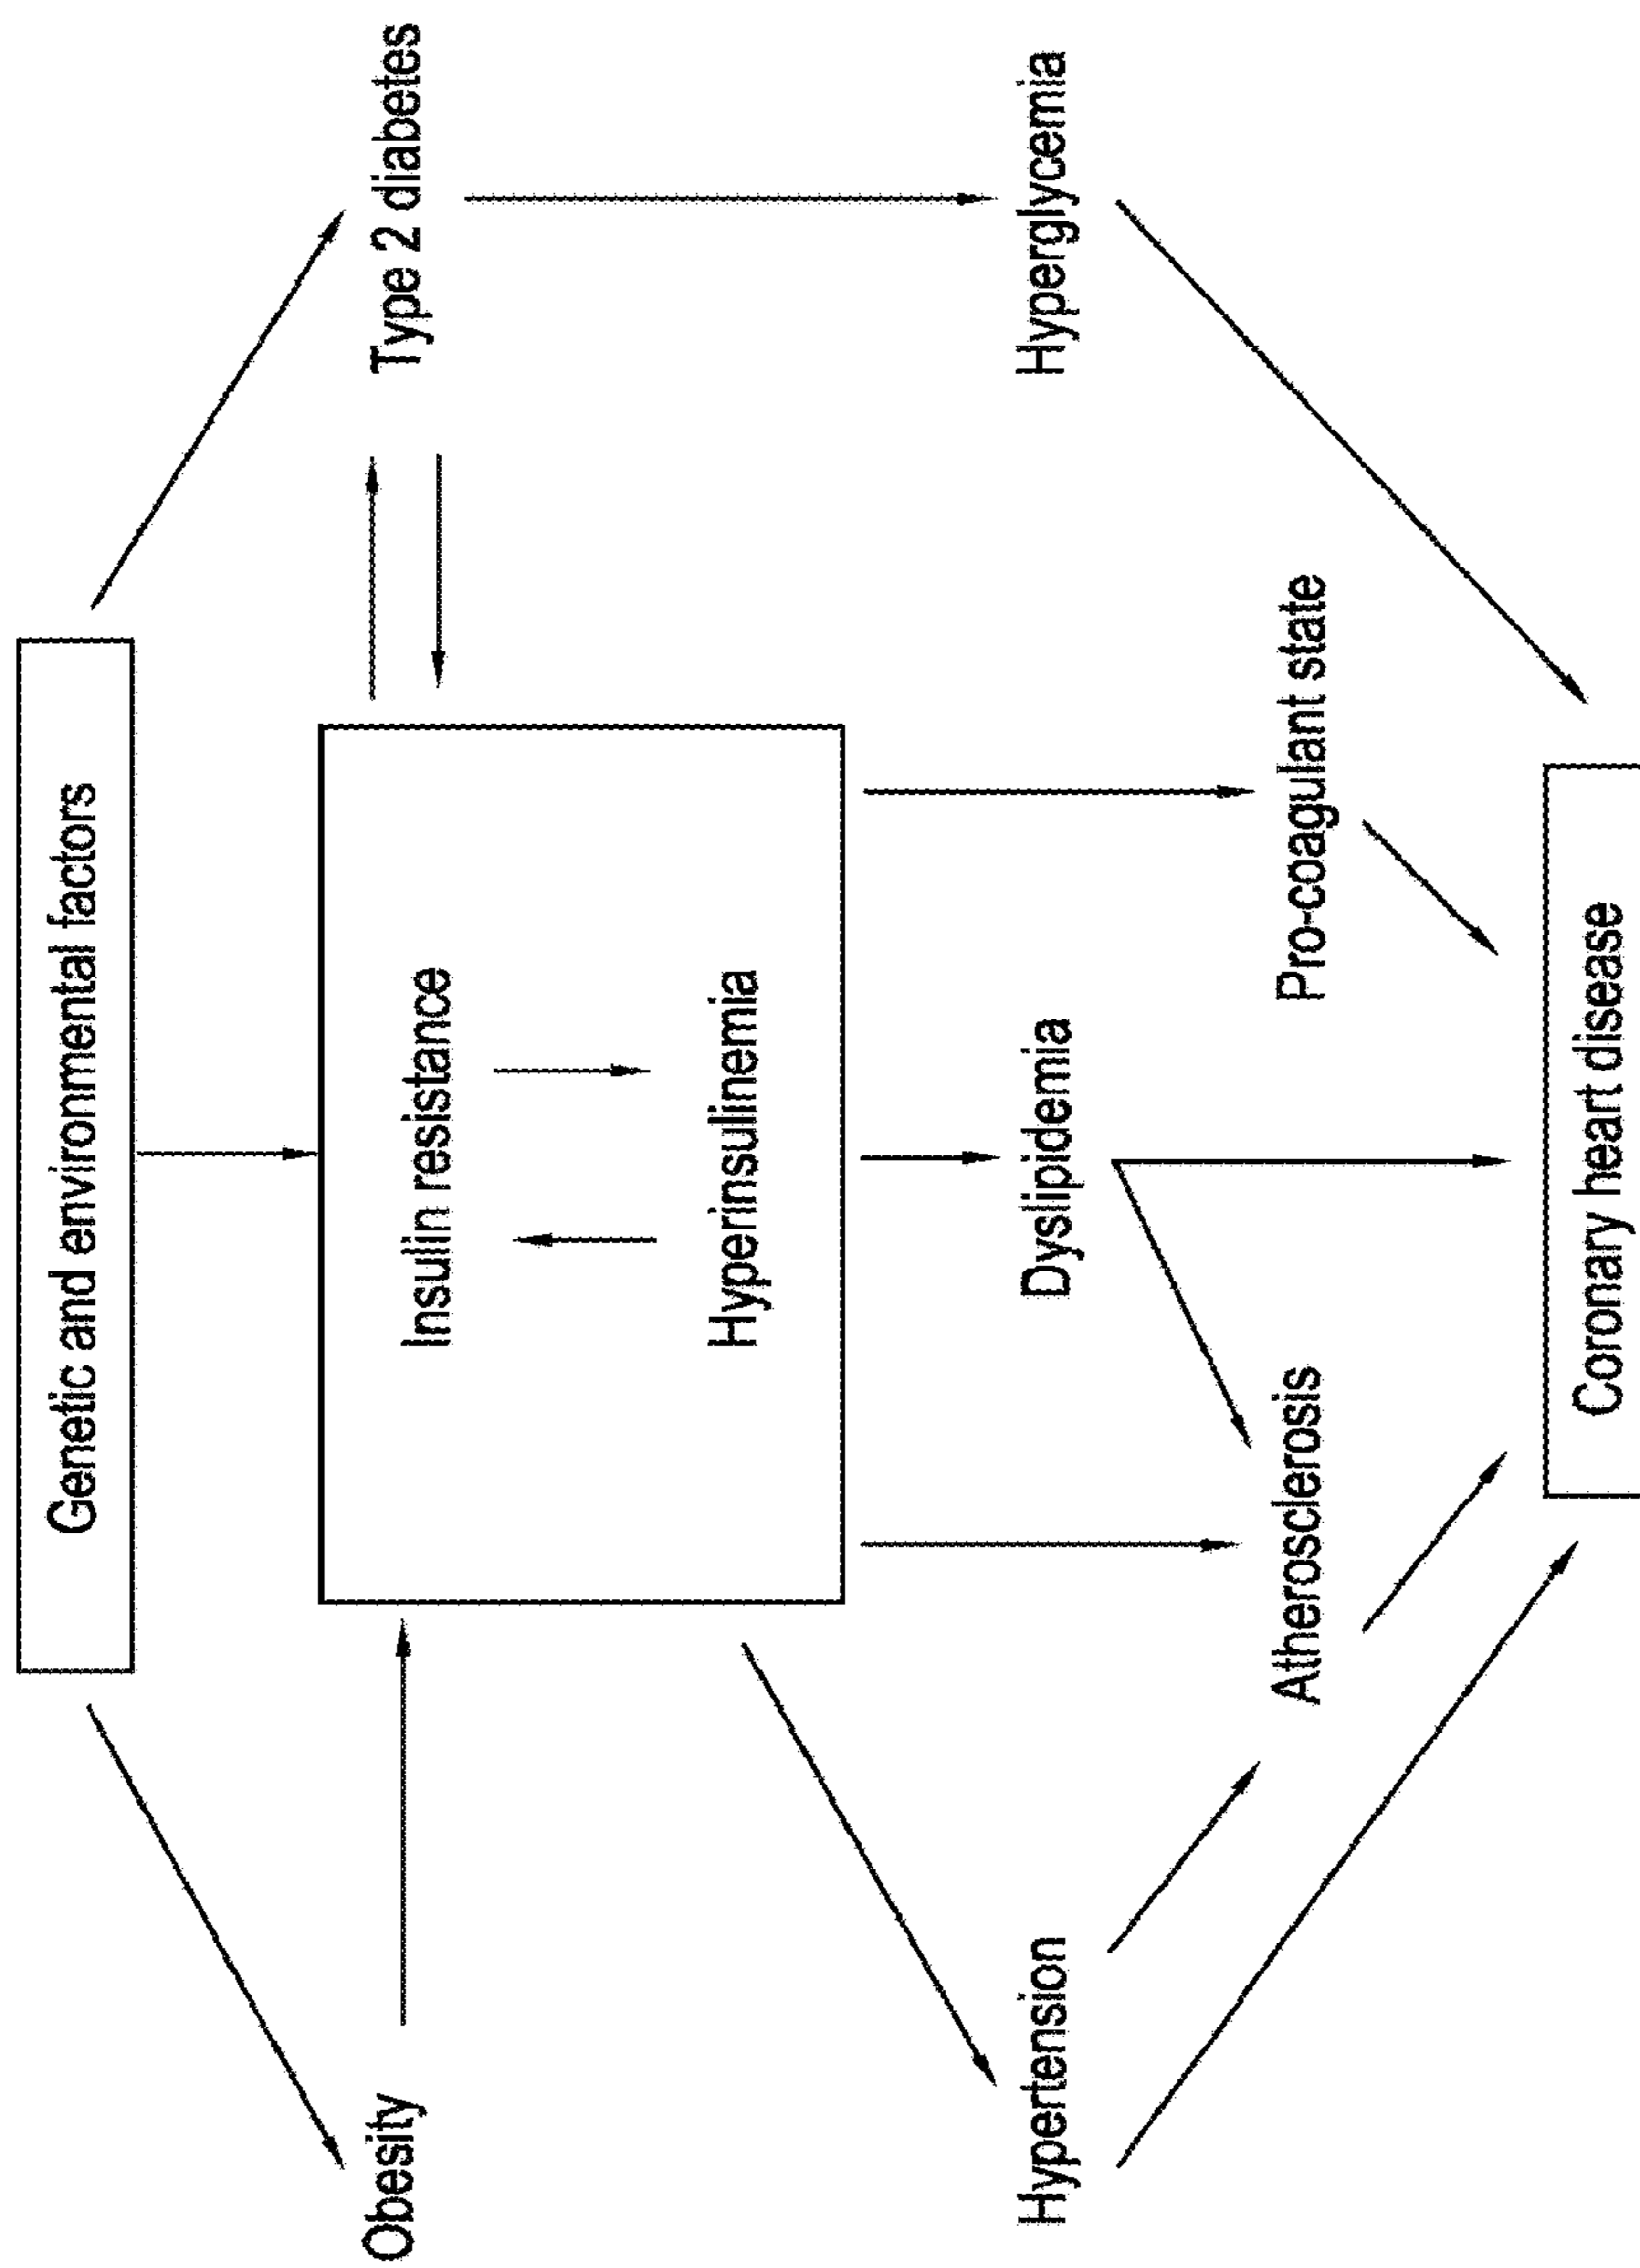 Genetic and environmental factors
Obesity
Insulin resistance
Type 2 diabetes
Hyperinsulinemia
Hypertension
Dyslipidemia
Hyperglycemia
Atherosclerosis
Pro-coagulant state
Coronary heart disease